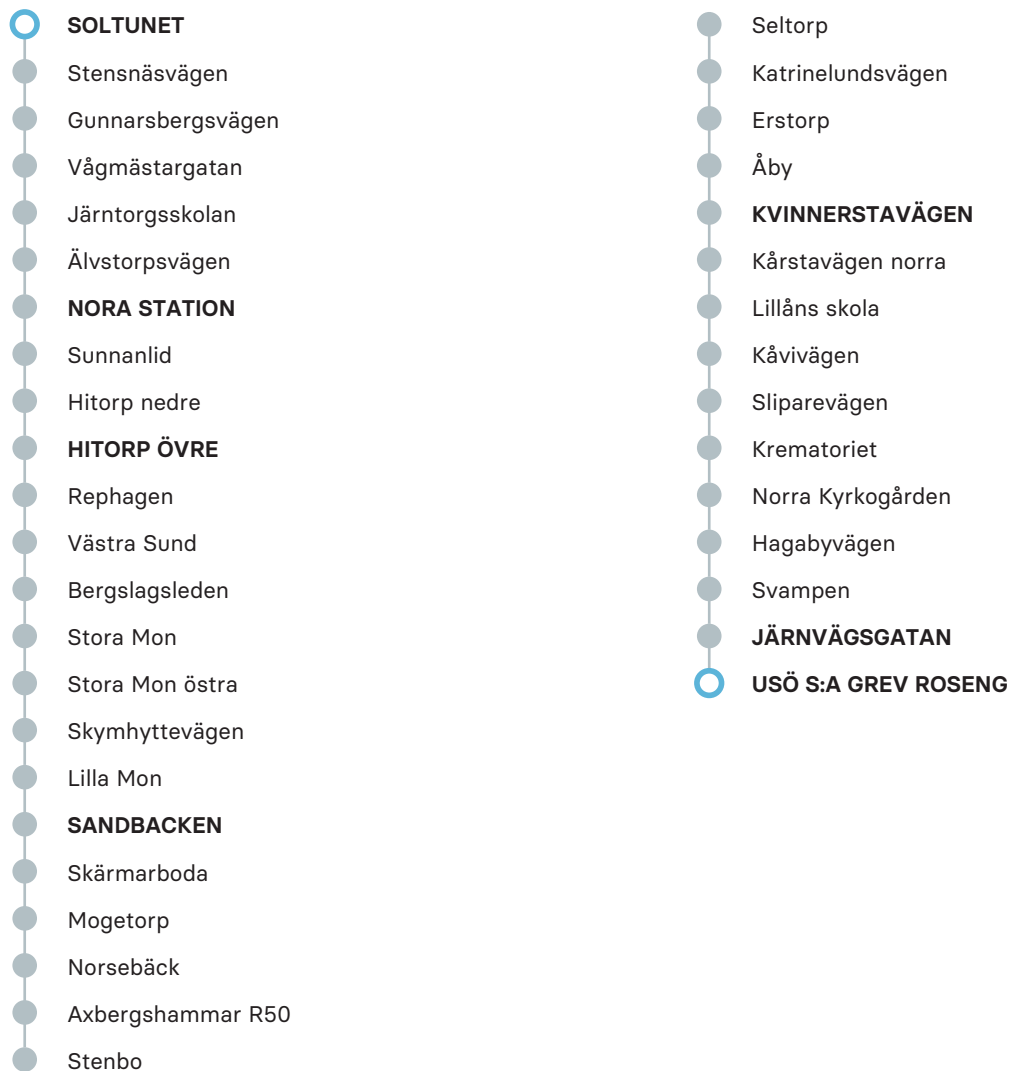 SOLTUNET
Stensnäsvägen
Gunnarsbergsvägen
Vågmästargatan
Järntorgsskolan
Älvstorpsvägen
NORA STATION
Sunnanlid
Hitorp nedre
HITORP ÖVRE
Rephagen
Västra Sund
Bergslagsleden
Stora Mon
Stora Mon östra
Skymhyttevägen
Lilla Mon
SANDBACKEN
Skärmarboda
Mogetorp
Norsebäck
Axbergshammar R50
Stenbo
Seltorp
Katrinelundsvägen
Erstorp
Åby
KVINNERSTAVÄGEN
Kårstavägen norra
Lillåns skola
Kåvivägen
Sliparevägen
Krematoriet
Norra Kyrkogården
Hagabyvägen
Svampen
JÄRNVÄGSGATAN
USÖ S:A GREV ROSENG